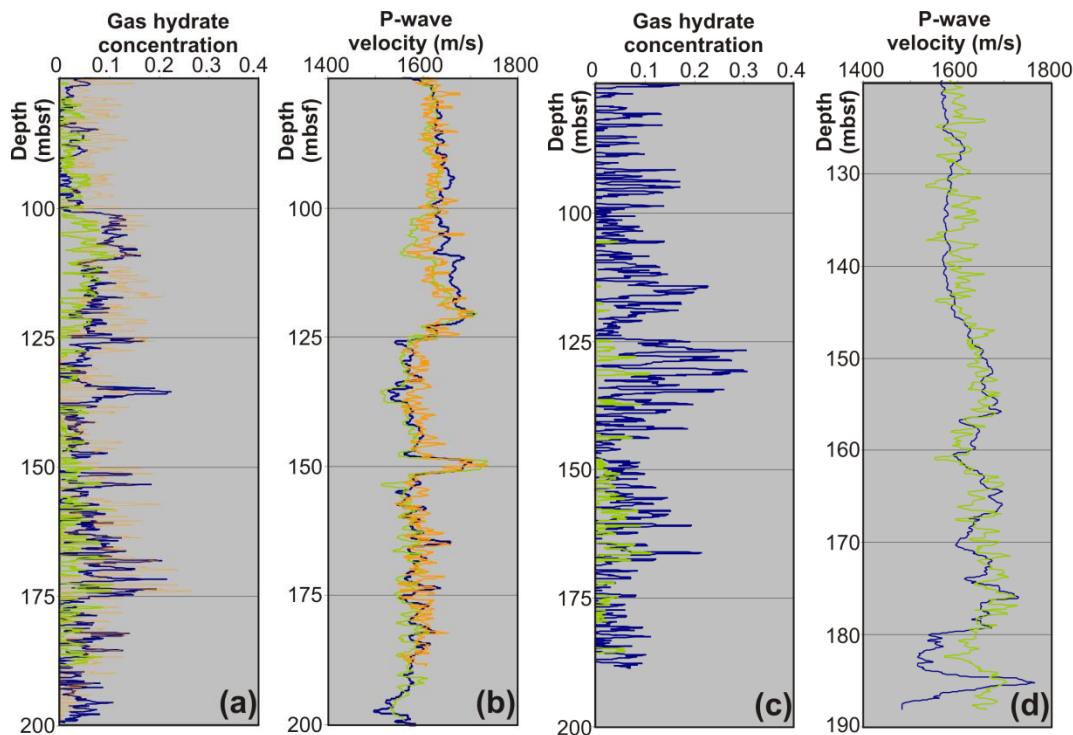 Gas hydrate
concentration
0 0.1 0.2 0.3 0.4
Depth
(mbsf)
100
125
150
175
200
(a)
P-wave
velocity (m/s)
1400 1600 1800
Depth
(mbsf)
100
125
150
175
200
(b)
Gas hydrate
concentration
0 0.1 0.2 0.3 0.4
Depth
(mbsf)
100
125
150
175
200
(c)
P-wave
velocity (m/s)
1400 1600 1800
Depth
(mbsf)
130
140
150
160
170
180
190
(d)